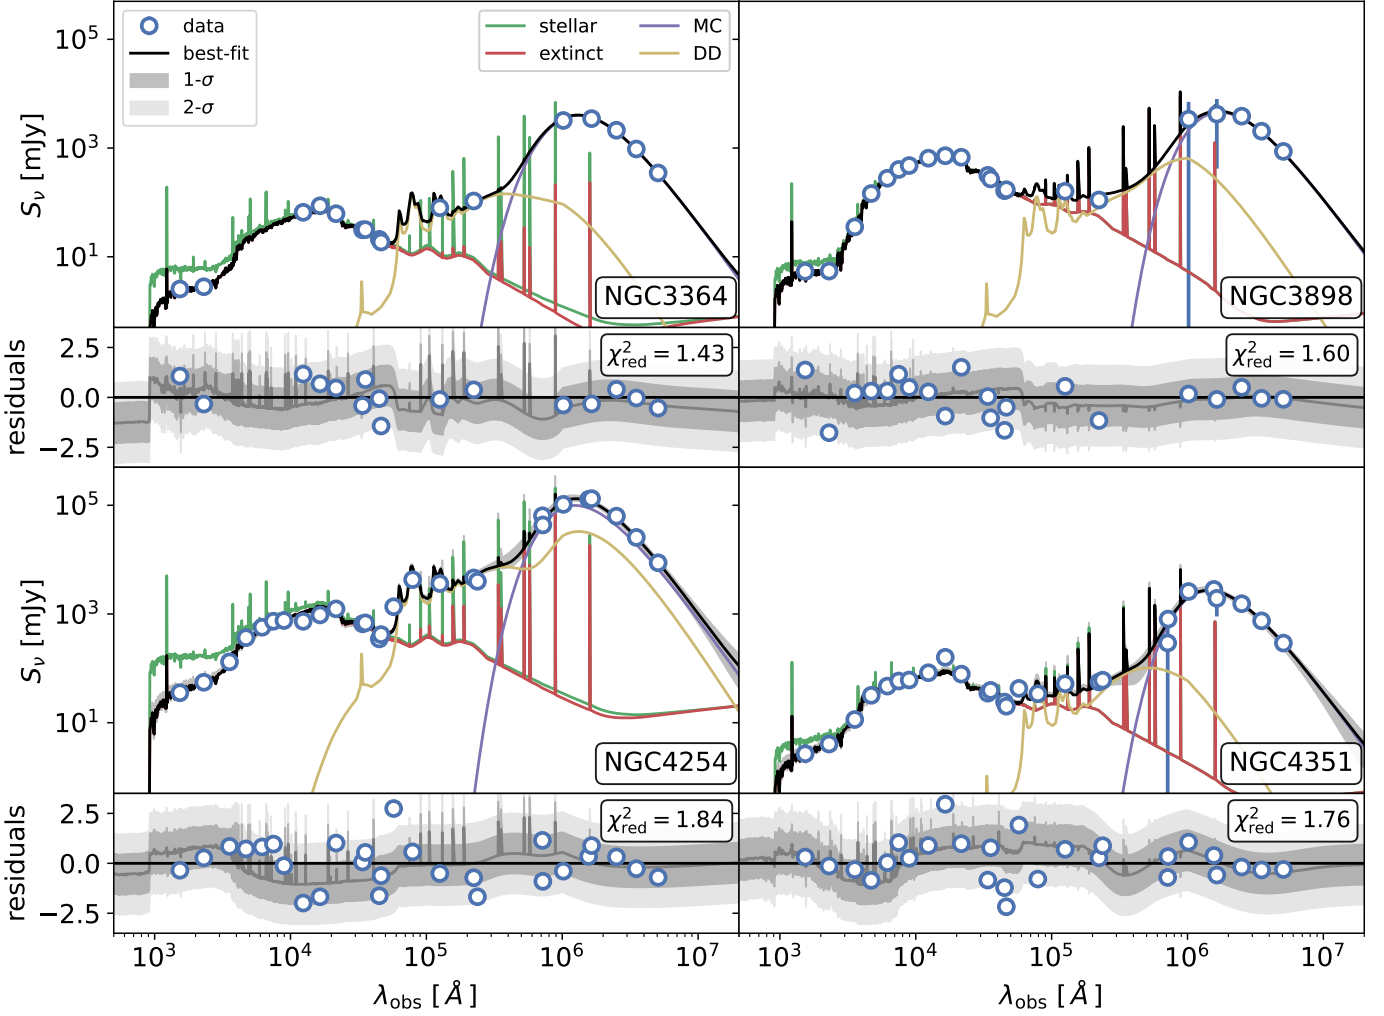 data
best-fit
1-σ
2-σ
stellar
extinct
MC
DD
10^5
10^3
10^1
S_ν [mJy]
NGC3364
NGC3898
2.5
0.0
−2.5
residuals
χ²_red = 1.43
χ²_red = 1.60
10^5
10^3
10^1
S_ν [mJy]
NGC4254
NGC4351
2.5
0.0
−2.5
residuals
χ²_red = 1.84
χ²_red = 1.76
10^3 10^4 10^5 10^6 10^7
10^3 10^4 10^5 10^6 10^7
λ_obs [Å]
λ_obs [Å]